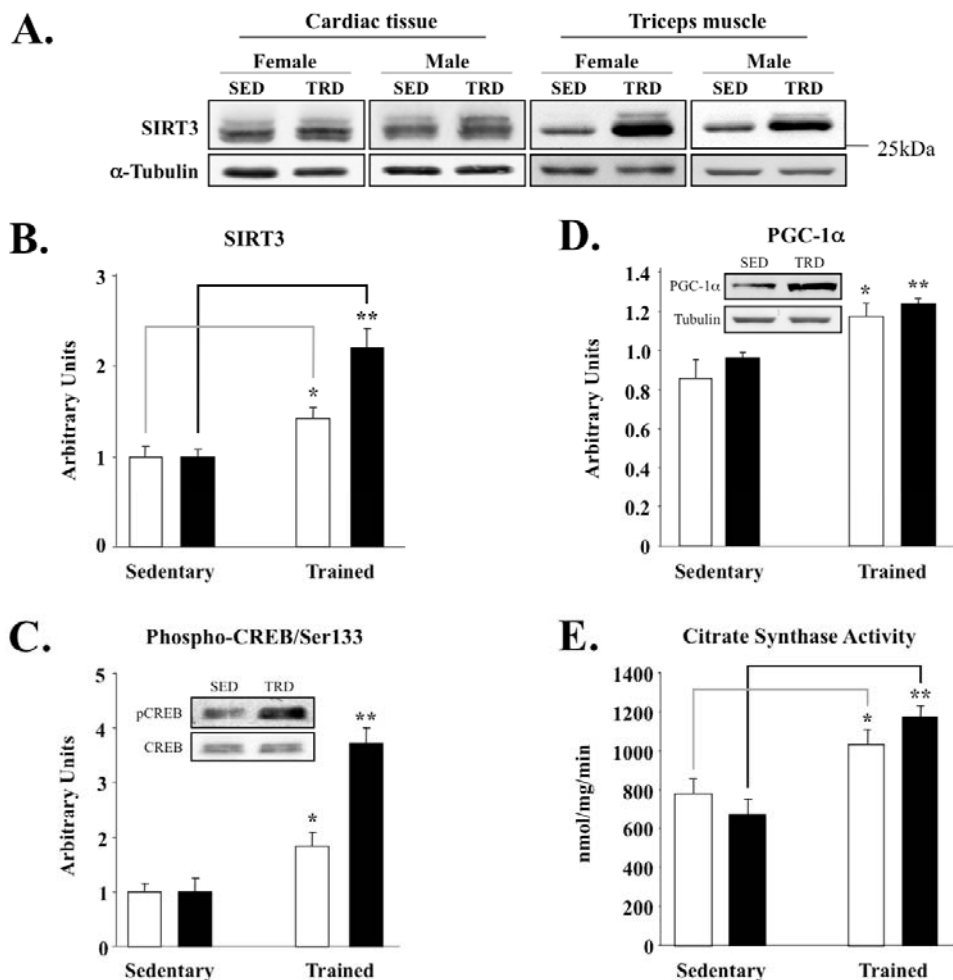 A.
Cardiac tissue Triceps muscle
Female Male Female Male
SED TRD SED TRD SED TRD SED TRD
SIRT3
25kDa
α-Tubulin
B.
SIRT3
Arbitrary Units
3
2
1
0
*
**
Sedentary Trained
D.
PGC-1α
Arbitrary Units
1.4
1.2
1.0
0.8
0.6
0.4
0.2
0
SED TRD
PGC-1α
Tubulin
*
**
Sedentary Trained
C.
Phospho-CREB/Ser133
Arbitrary Units
5
4
3
2
1
0
SED TRD
pCREB
CREB
*
**
Sedentary Trained
E.
Citrate Synthase Activity
nmol/mg/min
1400
1200
1000
800
600
400
200
0
*
**
Sedentary Trained